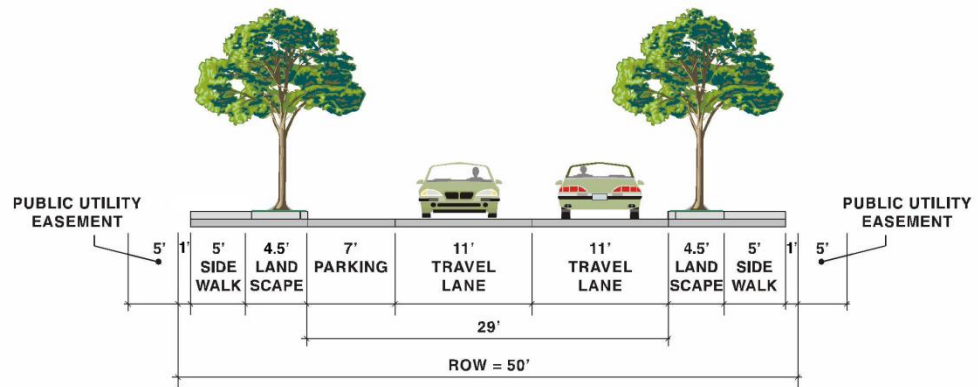 PUBLIC UTILITY
EASEMENT
PUBLIC UTILITY
EASEMENT
5' 1' 5' 4.5' 7' 11' 11' 4.5' 5' 1' 5'
SIDE LAND PARKING TRAVEL TRAVEL LAND SIDE
WALK SCAPE LANE LANE SCAPE WALK
29'
ROW = 50'